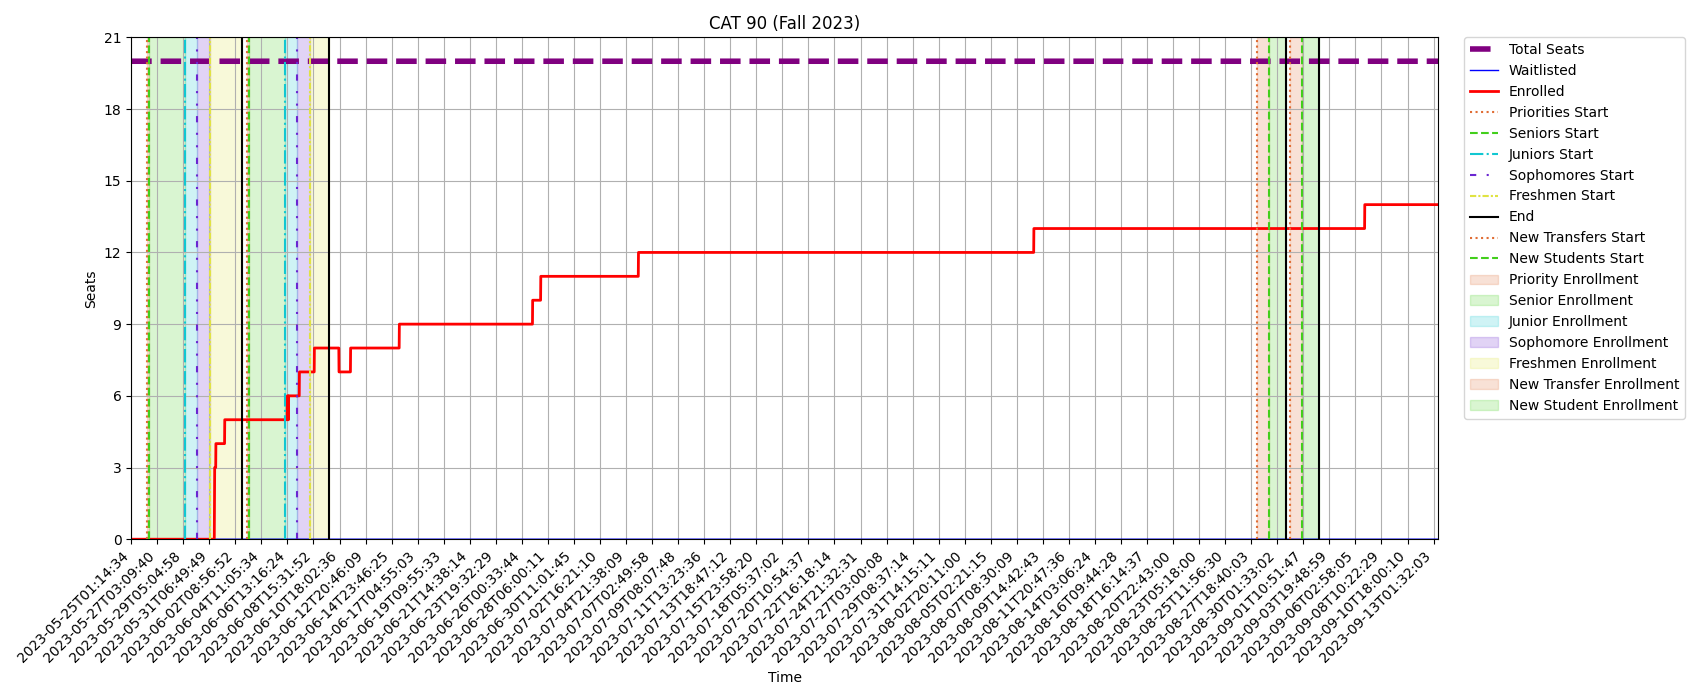 CAT 90 (Fall 2023)
21
18
15
12
9
6
3
0
Seats
2023-05-25T01:14:34
2023-05-27T03:09:40
2023-05-29T05:04:58
2023-05-31T06:49:49
2023-06-02T08:56:52
2023-06-04T11:05:34
2023-06-06T13:16:24
2023-06-08T15:31:52
2023-06-10T18:02:36
2023-06-12T20:46:09
2023-06-14T23:46:25
2023-06-17T04:55:03
2023-06-19T09:55:33
2023-06-21T14:38:14
2023-06-23T19:32:29
2023-06-26T00:33:44
2023-06-28T06:00:11
2023-06-30T11:01:45
2023-07-02T16:21:10
2023-07-04T21:38:09
2023-07-07T02:49:58
2023-07-09T08:07:48
2023-07-11T13:23:36
2023-07-13T18:47:12
2023-07-15T23:58:20
2023-07-18T05:37:02
2023-07-20T10:54:37
2023-07-22T16:18:14
2023-07-24T21:32:31
2023-07-27T03:00:08
2023-07-29T08:37:14
2023-07-31T14:15:11
2023-08-02T20:11:00
2023-08-05T02:21:15
2023-08-07T08:30:09
2023-08-09T14:42:43
2023-08-11T20:47:36
2023-08-14T03:06:24
2023-08-16T09:44:28
2023-08-18T16:14:37
2023-08-20T22:43:00
2023-08-23T05:18:00
2023-08-25T11:56:30
2023-08-27T18:40:03
2023-08-30T01:33:02
2023-09-01T10:51:47
2023-09-03T19:48:59
2023-09-06T02:58:05
2023-09-08T10:22:29
2023-09-10T18:00:10
2023-09-13T01:32:03
Time
Total Seats
Waitlisted
Enrolled
Priorities Start
Seniors Start
Juniors Start
Sophomores Start
Freshmen Start
End
New Transfers Start
New Students Start
Priority Enrollment
Senior Enrollment
Junior Enrollment
Sophomore Enrollment
Freshmen Enrollment
New Transfer Enrollment
New Student Enrollment